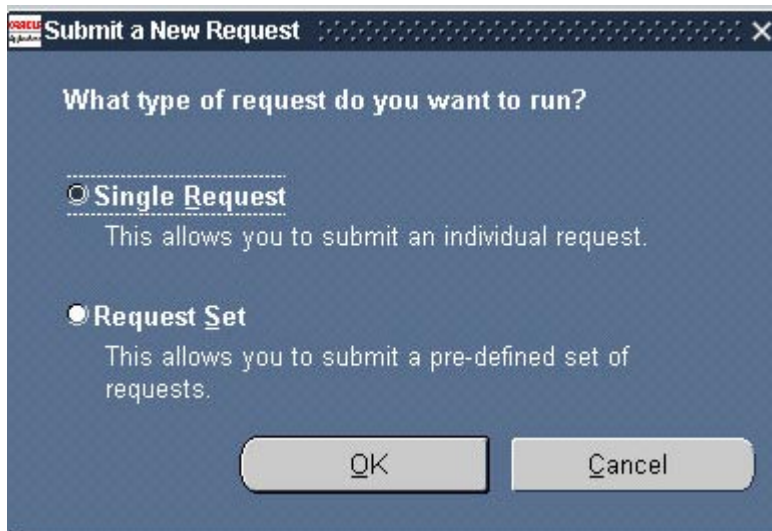 ORACLE
Submit a New Request
What type of request do you want to run?
Single Request
This allows you to submit an individual request.
Request Set
This allows you to submit a pre-defined set of
requests.
OK
Cancel